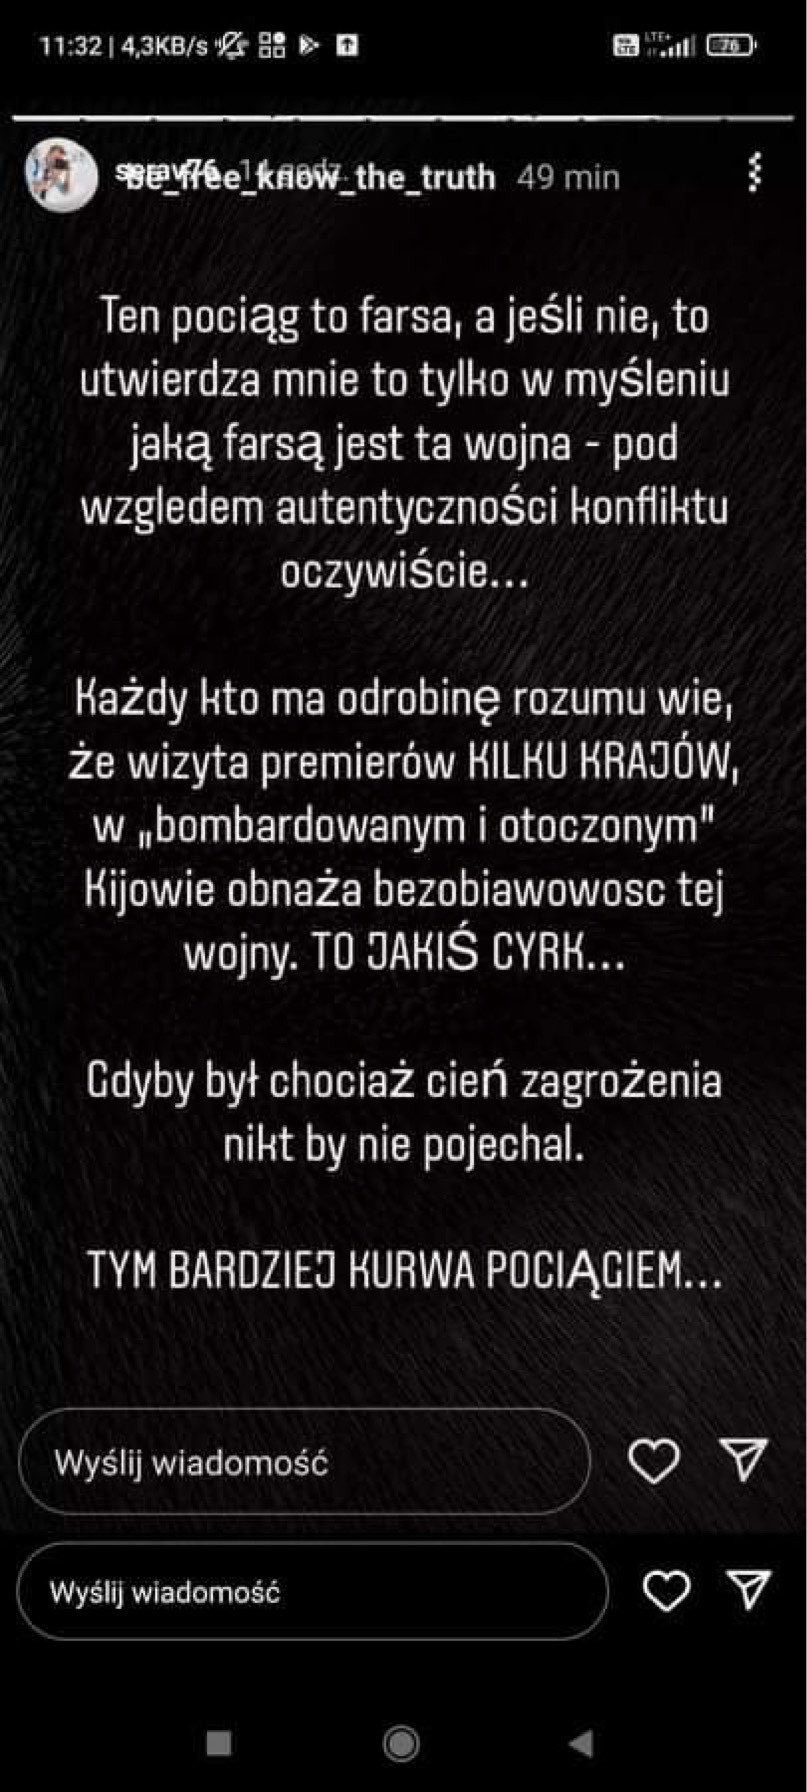 11:32 | 4,3KB/s
LTE+
76
serav76 14 godz.
be_free_know_the_truth 49 min
Ten pociąg to farsa, a jeśli nie, to
utwierdza mnie to tylko w myśleniu
jaką farsą jest ta wojna - pod
wzgledem autentyczności konfliktu
oczywiście...
Każdy kto ma odrobinę rozumu wie,
że wizyta premierów KILKU KRAJÓW,
w „bombardowanym i otoczonym"
Kijowie obnaża bezobiawowosc tej
wojny. TO JAKIŚ CYRK...
Gdyby był chociaż cień zagrożenia
nikt by nie pojechal.
TYM BARDZIEJ KURWA POCIĄGIEM...
Wyślij wiadomość
Wyślij wiadomość